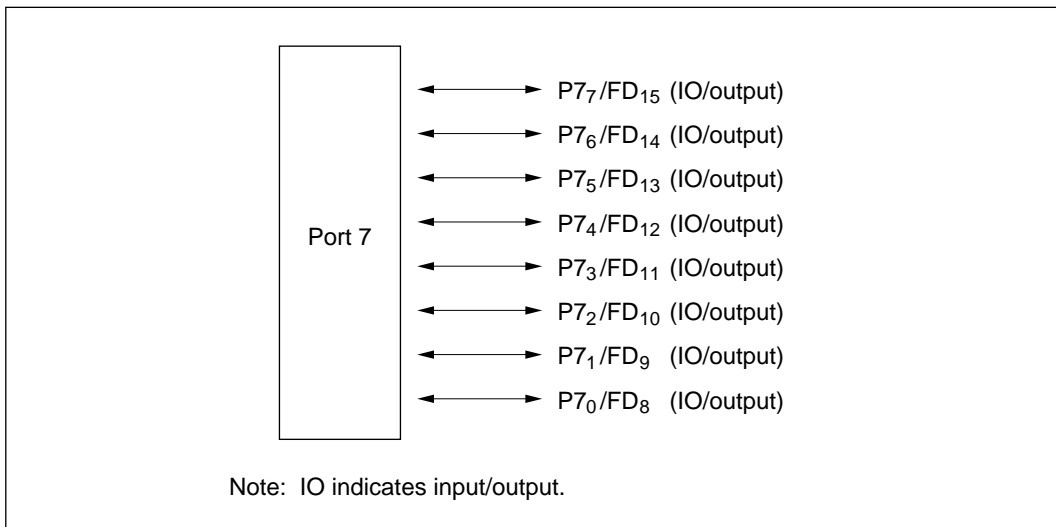 P7₇/FD₁₅ (IO/output)
P7₆/FD₁₄ (IO/output)
P7₅/FD₁₃ (IO/output)
P7₄/FD₁₂ (IO/output)
Port 7
P7₃/FD₁₁ (IO/output)
P7₂/FD₁₀ (IO/output)
P7₁/FD₉ (IO/output)
P7₀/FD₈ (IO/output)
Note: IO indicates input/output.